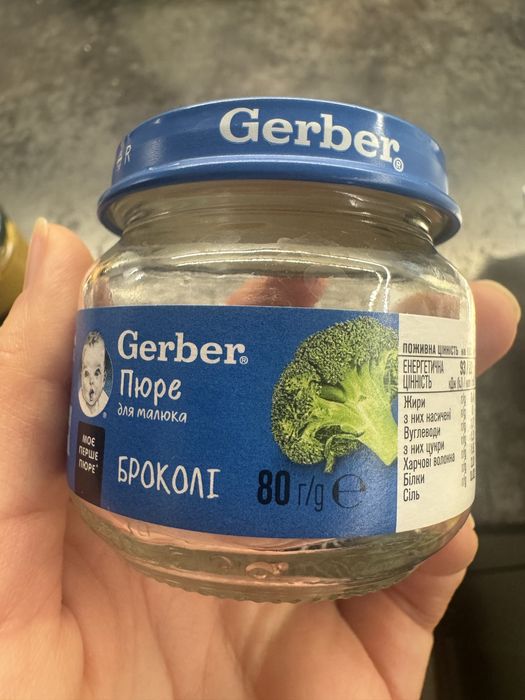 Gerber®
Gerber®
Пюре
для малюка
МОЄ
ПЕРШЕ
ПЮРЕ
БРОКОЛІ
80 г/g ℮
ПОЖИВНА ЦІННІСТЬ
ЕНЕРГЕТИЧНА
ЦІННІСТЬ
Жири
з них насичені
Вуглеводи
з них цукри
Харчові волокна
Білки
Сіль